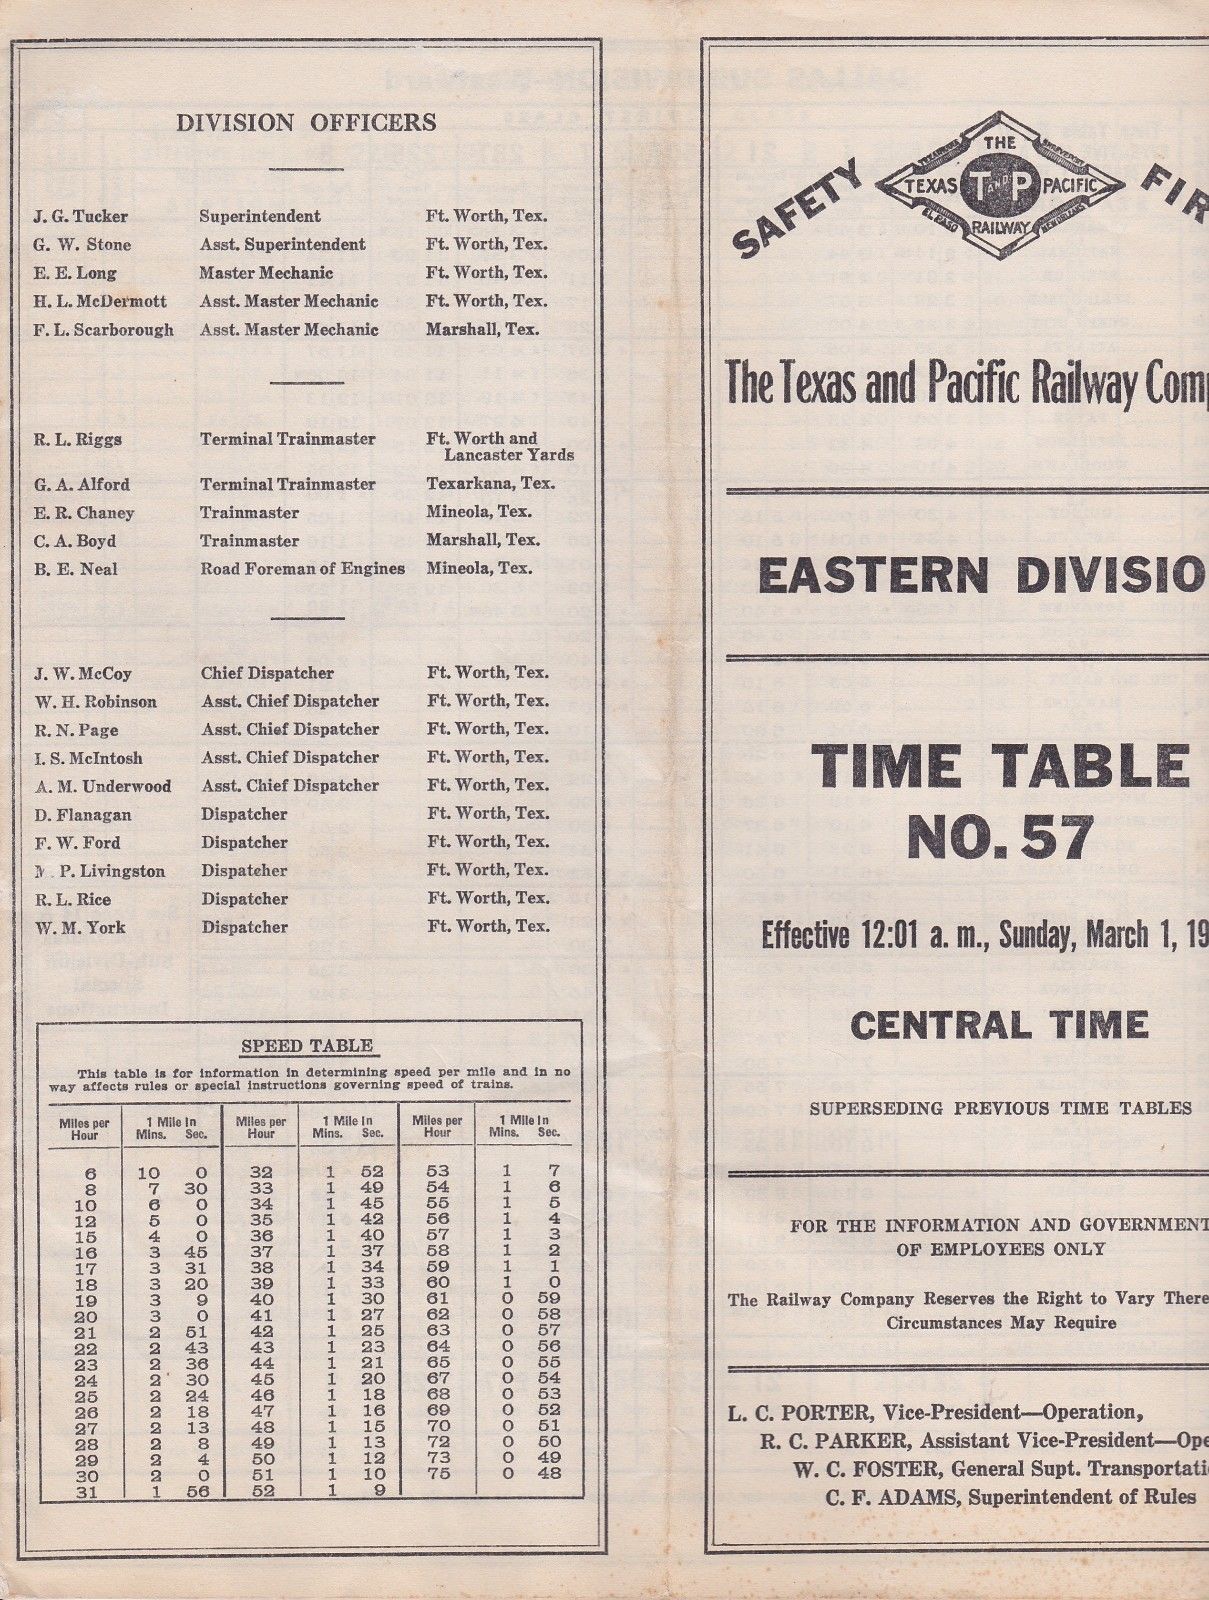 DIVISION OFFICERS
J. G. Tucker Superintendent Ft. Worth, Tex.
G. W. Stone Asst. Superintendent Ft. Worth, Tex.
E. E. Long Master Mechanic Ft. Worth, Tex.
H. L. McDermott Asst. Master Mechanic Ft. Worth, Tex.
F. L. Scarborough Asst. Master Mechanic Marshall, Tex.
R. L. Riggs Terminal Trainmaster Ft. Worth and
Lancaster Yards
G. A. Alford Terminal Trainmaster Texarkana, Tex.
E. R. Chaney Trainmaster Mineola, Tex.
C. A. Boyd Trainmaster Marshall, Tex.
B. E. Neal Road Foreman of Engines Mineola, Tex.
J. W. McCoy Chief Dispatcher Ft. Worth, Tex.
W. H. Robinson Asst. Chief Dispatcher Ft. Worth, Tex.
R. N. Page Asst. Chief Dispatcher Ft. Worth, Tex.
I. S. McIntosh Asst. Chief Dispatcher Ft. Worth, Tex.
A. M. Underwood Asst. Chief Dispatcher Ft. Worth, Tex.
D. Flanagan Dispatcher Ft. Worth, Tex.
F. W. Ford Dispatcher Ft. Worth, Tex.
M. P. Livingston Dispatcher Ft. Worth, Tex.
R. L. Rice Dispatcher Ft. Worth, Tex.
W. M. York Dispatcher Ft. Worth, Tex.
SPEED TABLE
This table is for information in determining speed per mile and in no
way affects rules or special instructions governing speed of trains.
Miles per 1 Mile In Miles per 1 Mile In Miles per 1 Mile In
Hour Mins. Sec. Hour Mins. Sec. Hour Mins. Sec.
6 10 0 32 1 52 53 1 7
8 7 30 33 1 49 54 1 6
10 6 0 34 1 45 55 1 5
12 5 0 35 1 42 56 1 4
15 4 0 36 1 40 57 1 3
16 3 45 37 1 37 58 1 2
17 3 31 38 1 34 59 1 1
18 3 20 39 1 33 60 1 0
19 3 9 40 1 30 61 0 59
20 3 0 41 1 27 62 0 58
21 2 51 42 1 25 63 0 57
22 2 43 43 1 23 64 0 56
23 2 36 44 1 21 65 0 55
24 2 30 45 1 20 67 0 54
25 2 24 46 1 18 68 0 53
26 2 18 47 1 16 69 0 52
27 2 13 48 1 15 70 0 51
28 2 8 49 1 13 72 0 50
29 2 4 50 1 12 73 0 49
30 2 0 51 1 10 75 0 48
31 1 56 52 1 9
SAFETY FIR
TEXARKANA THE SHREVEPORT
TEXAS T AND P PACIFIC
EL PASO RAILWAY NEW ORLEANS
The Texas and Pacific Railway Comp
EASTERN DIVISIO
TIME TABLE
NO. 57
Effective 12:01 a. m., Sunday, March 1, 19
CENTRAL TIME
SUPERSEDING PREVIOUS TIME TABLES
FOR THE INFORMATION AND GOVERNMENT
OF EMPLOYEES ONLY
The Railway Company Reserves the Right to Vary There
Circumstances May Require
L. C. PORTER, Vice-President—Operation,
R. C. PARKER, Assistant Vice-President—Ope
W. C. FOSTER, General Supt. Transportati
C. F. ADAMS, Superintendent of Rules